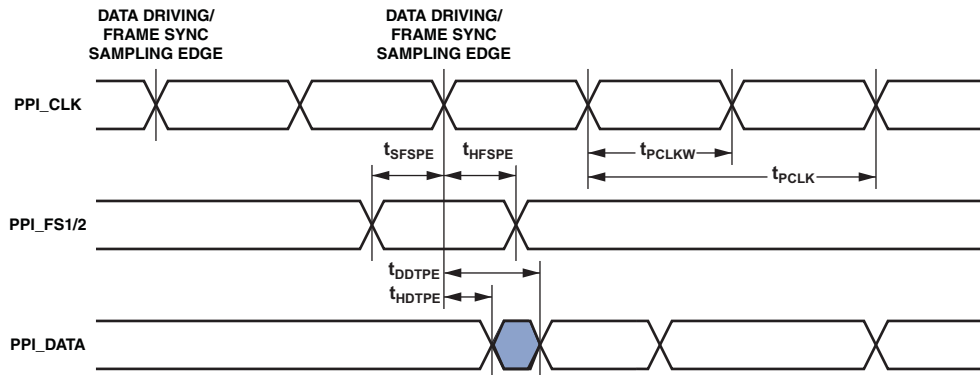 DATA DRIVING/
FRAME SYNC
SAMPLING EDGE
DATA DRIVING/
FRAME SYNC
SAMPLING EDGE
PPI_CLK
tSFSPE
tHFSPE
tPCLKW
tPCLK
PPI_FS1/2
tDDTPE
tHDTPE
PPI_DATA